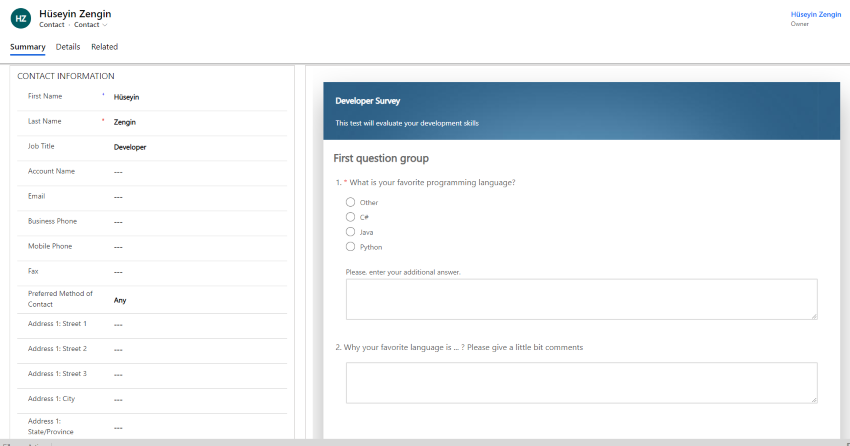 HZ
Hüseyin Zengin
Contact · Contact
Hüseyin Zengin
Owner
Summary Details Related
CONTACT INFORMATION
First Name * Hüseyin
Last Name * Zengin
Job Title Developer
Account Name ---
Email ---
Business Phone ---
Mobile Phone ---
Fax ---
Preferred Method of
Contact Any
Address 1: Street 1 ---
Address 1: Street 2 ---
Address 1: Street 3 ---
Address 1: City ---
Address 1:
State/Province ---
Developer Survey
This test will evaluate your development skills
First question group
1. * What is your favorite programming language?
Other
C#
Java
Python
Please, enter your additional answer.
2. Why your favorite language is ... ? Please give a little bit comments